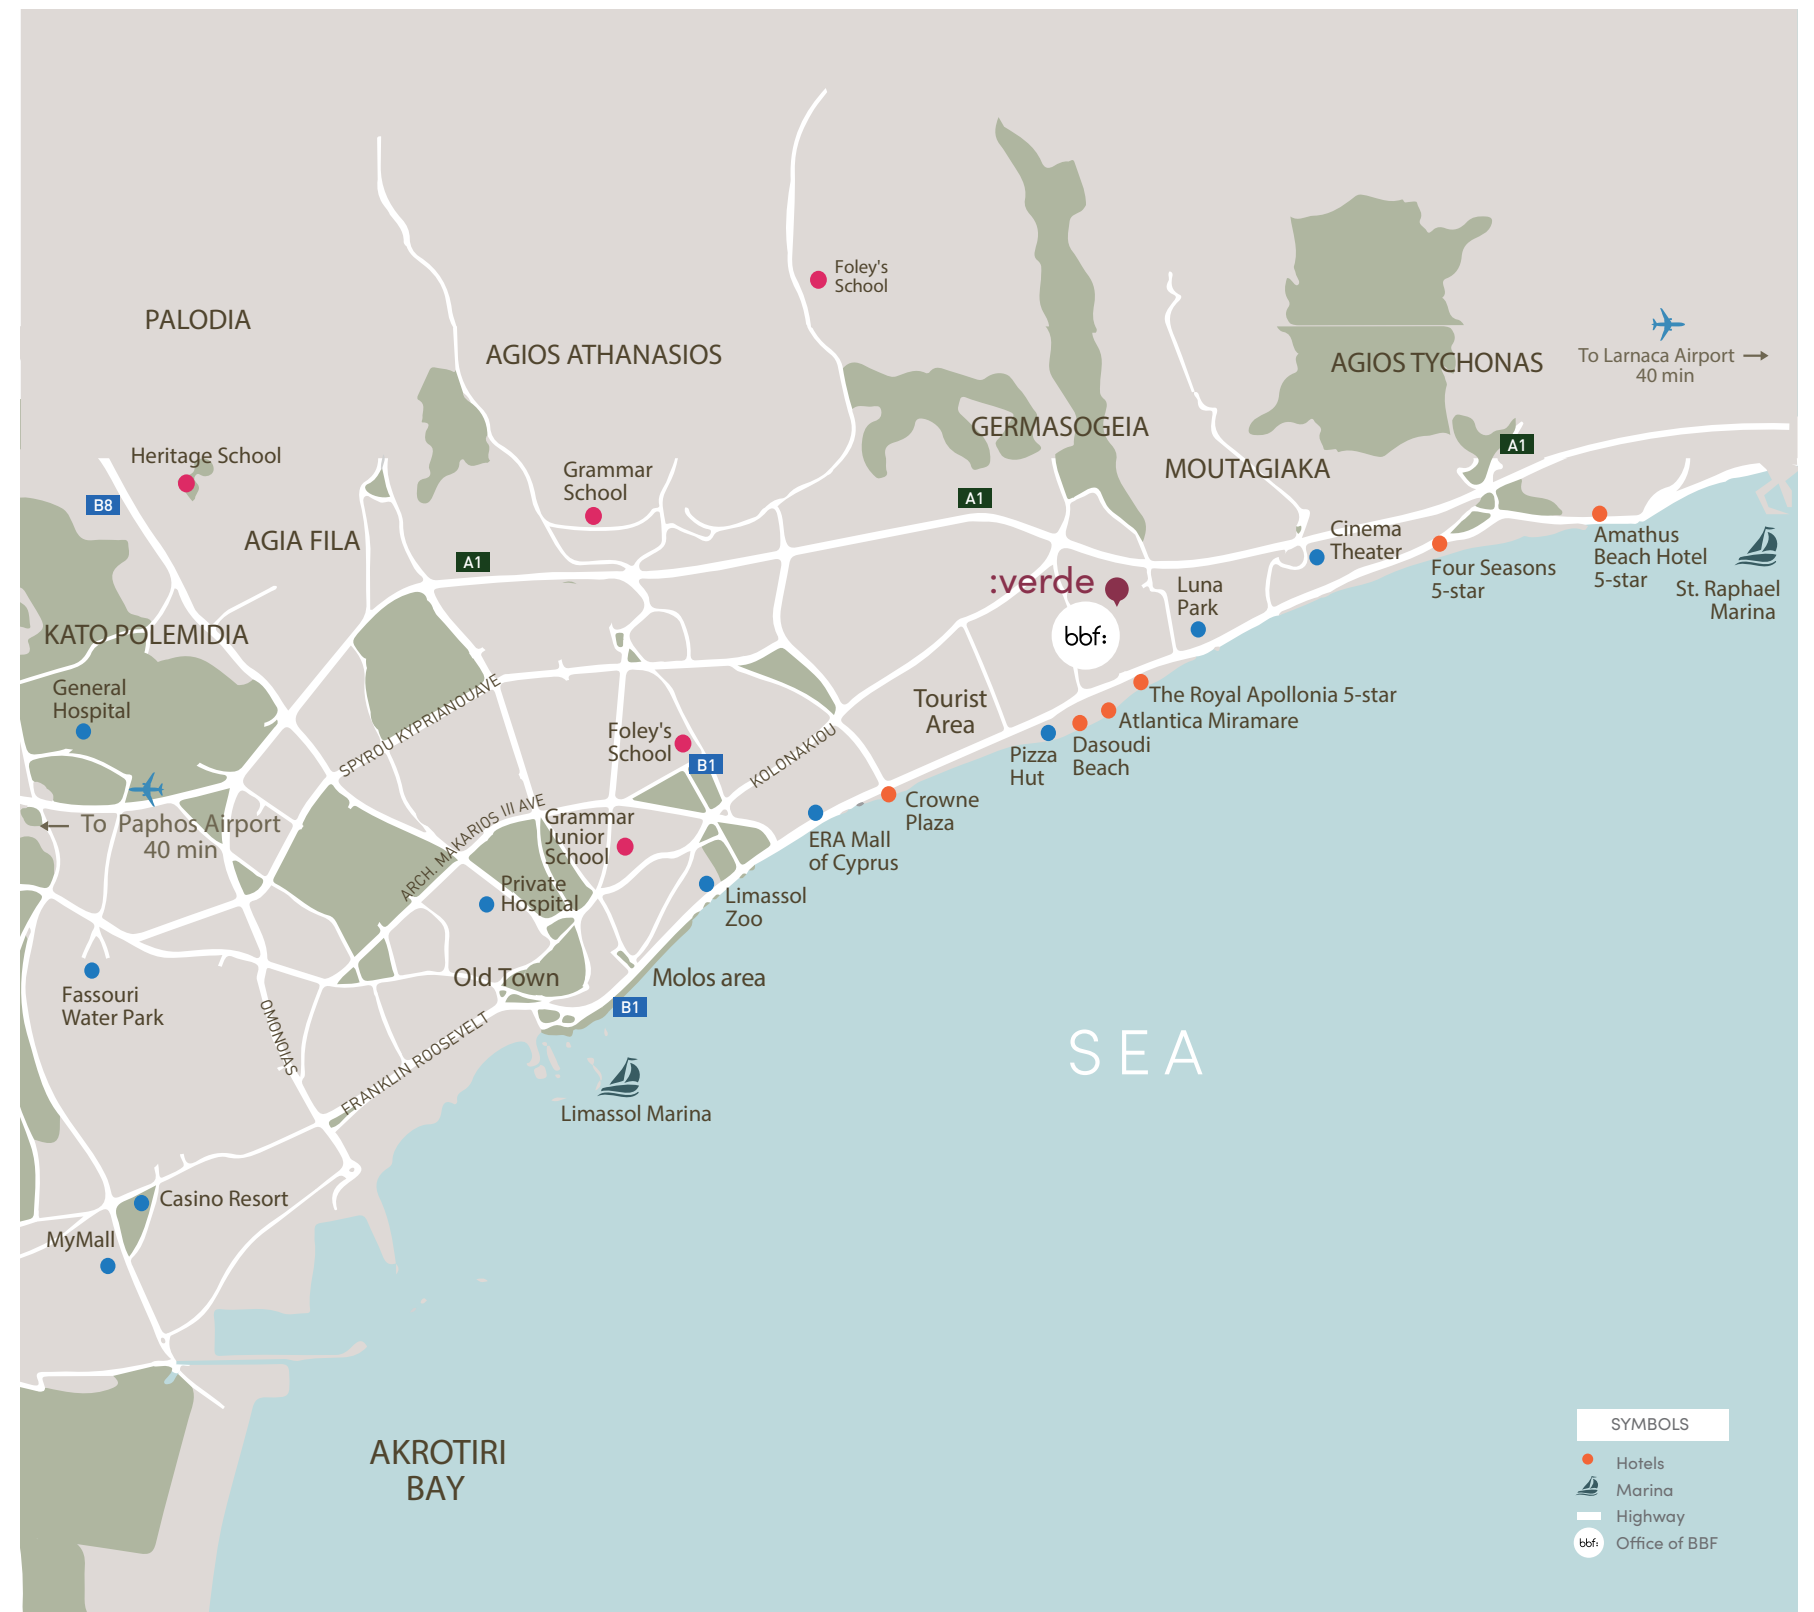 Foley's
School
PALODIA
AGIOS ATHANASIOS
AGIOS TYCHONAS
To Larnaca Airport
40 min
GERMASOGEIA
MOUTAGIAKA
A1
Heritage School
B8
Grammar
School
A1
AGIA FILA
A1
Cinema
Theater
Amathus
Beach Hotel
5-star
Four Seasons
5-star
St. Raphael
Marina
:verde
Luna
Park
bbf:
KATO POLEMIDIA
General
Hospital
SPYROU KYPRIANOUAVE
Tourist
Area
The Royal Apollonia 5-star
Atlantica Miramare
Dasoudi
Beach
Pizza
Hut
Foley's
School
B1
KOLONAKIOU
Crowne
Plaza
ERA Mall
of Cyprus
To Paphos Airport
40 min
ARCH. MAKARIOS III AVE
Grammar
Junior
School
Private
Hospital
Limassol
Zoo
Old Town
Molos area
B1
Fassouri
Water Park
OMONOIAS
FRANKLIN ROOSEVELT
SEA
Limassol Marina
Casino Resort
MyMall
AKROTIRI
BAY
SYMBOLS
Hotels
Marina
Highway
bbf: Office of BBF